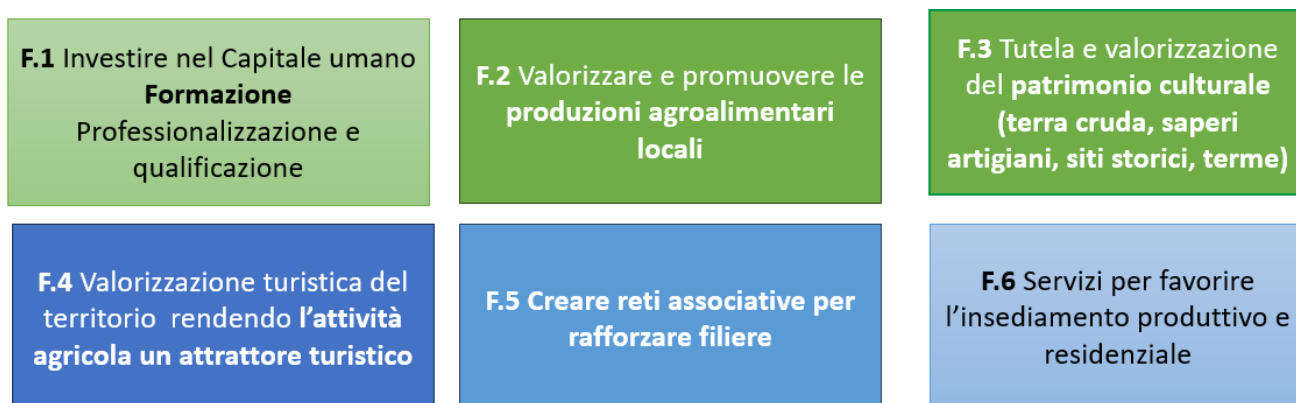 F.1 Investire nel Capitale umano
Formazione
Professionalizzazione e
qualificazione
F.2 Valorizzare e promuovere le
produzioni agroalimentari
locali
F.3 Tutela e valorizzazione
del patrimonio culturale
(terra cruda, saperi
artigiani, siti storici, terme)
F.4 Valorizzazione turistica del
territorio rendendo l'attività
agricola un attrattore turistico
F.5 Creare reti associative per
rafforzare filiere
F.6 Servizi per favorire
l'insediamento produttivo e
residenziale